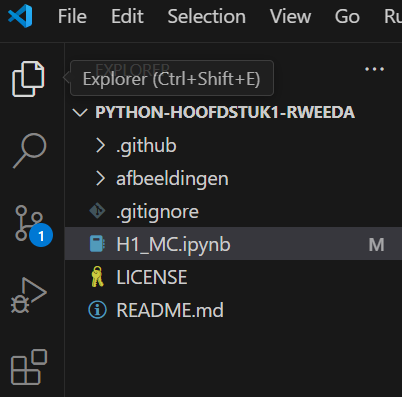 File Edit Selection View Go Ru
EXPLORER
Explorer (Ctrl+Shift+E)
PYTHON-HOOFDSTUK1-RWEEDA
.github
afbeeldingen
.gitignore
1
H1_MC.ipynb M
LICENSE
README.md